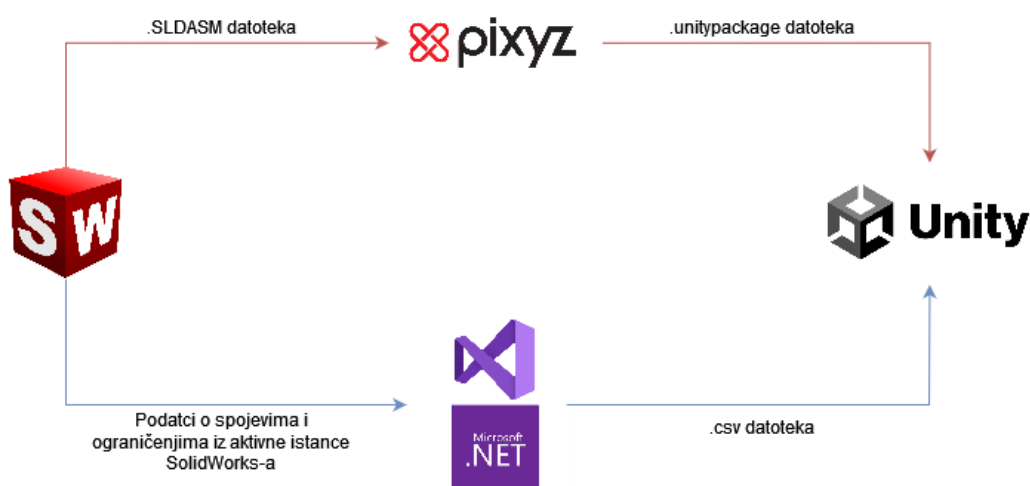 .SLDASM datoteka
pixyz
.unitypackage datoteka
SW
Unity
Podatci o spojevima i
ograničenjima iz aktivne istance
SolidWorks-a
Microsoft
.NET
.csv datoteka